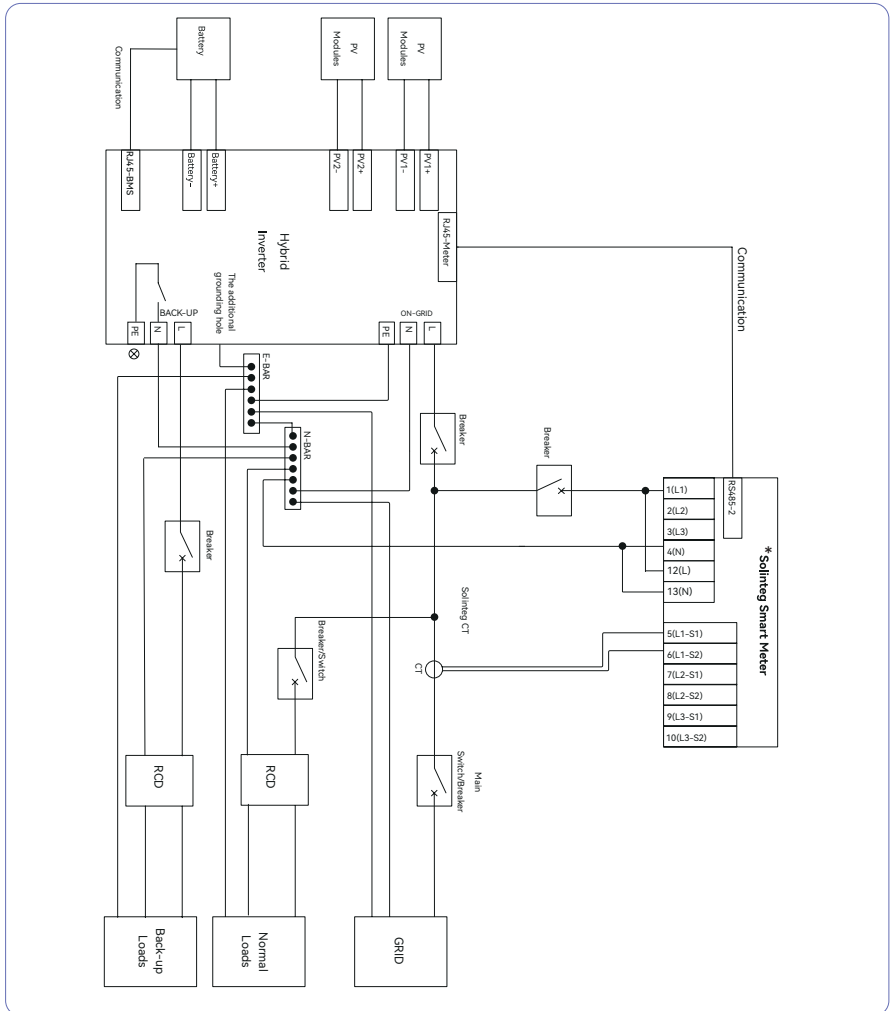 Battery
PV
Modules
PV
Modules
Communication
RJ45-BMS
Battery-
Battery+
PV2-
PV2+
PV1-
PV1+
RJ45-Meter
Hybrid
Inverter
Communication
The additional
grounding hole
BACK-UP
ON-GRID
PE
N
L
PE
N
L
E-BAR
N-BAR
Breaker
Breaker
Breaker
RS485-2
1(L1)
2(L2)
3(L3)
4(N)
12(L)
13(N)
* Solinteg Smart Meter
5(L1-S1)
6(L1-S2)
7(L2-S1)
8(L2-S2)
9(L3-S1)
10(L3-S2)
Solinteg CT
CT
Breaker/Switch
Main
Switch/Breaker
RCD
RCD
Back-up
Loads
Normal
Loads
GRID